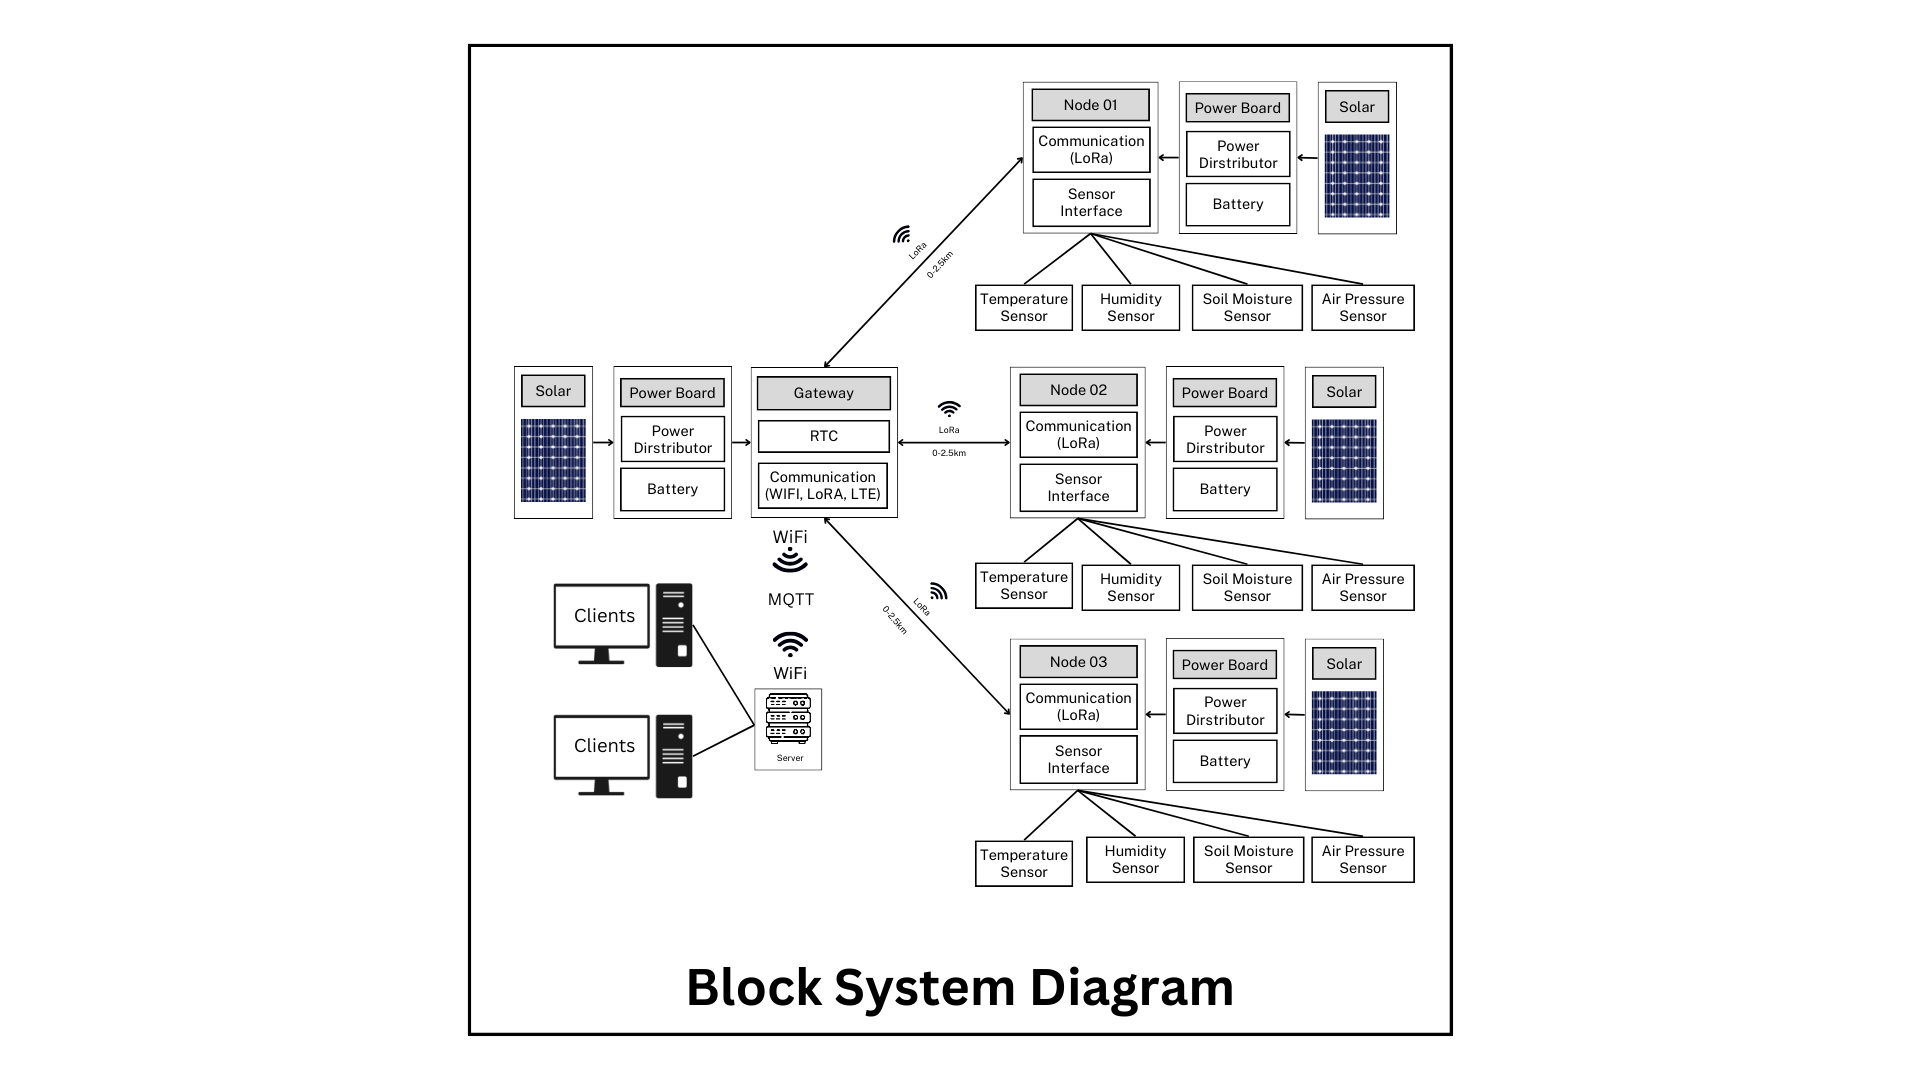 Node 01
Communication
(LoRa)
Sensor
Interface
Power Board
Power
Dirstributor
Battery
Solar
LoRa
0-2.5km
Temperature
Sensor
Humidity
Sensor
Soil Moisture
Sensor
Air Pressure
Sensor
Solar
Power Board
Power
Dirstributor
Battery
Gateway
RTC
Communication
(WIFI, LoRA, LTE)
LoRa
0-2.5km
Node 02
Communication
(LoRa)
Sensor
Interface
Power Board
Power
Dirstributor
Battery
Solar
Temperature
Sensor
Humidity
Sensor
Soil Moisture
Sensor
Air Pressure
Sensor
WiFi
MQTT
WiFi
Server
Clients
Clients
LoRa
0-2.5km
Node 03
Communication
(LoRa)
Sensor
Interface
Power Board
Power
Dirstributor
Battery
Solar
Temperature
Sensor
Humidity
Sensor
Soil Moisture
Sensor
Air Pressure
Sensor
Block System Diagram